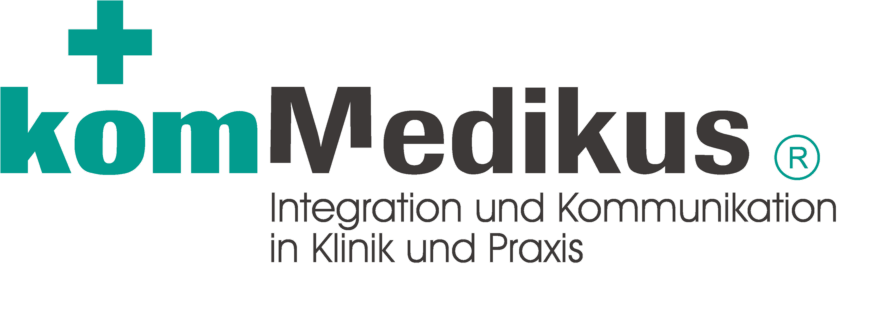 komMedikus ®
Integration und Kommunikation
in Klinik und Praxis